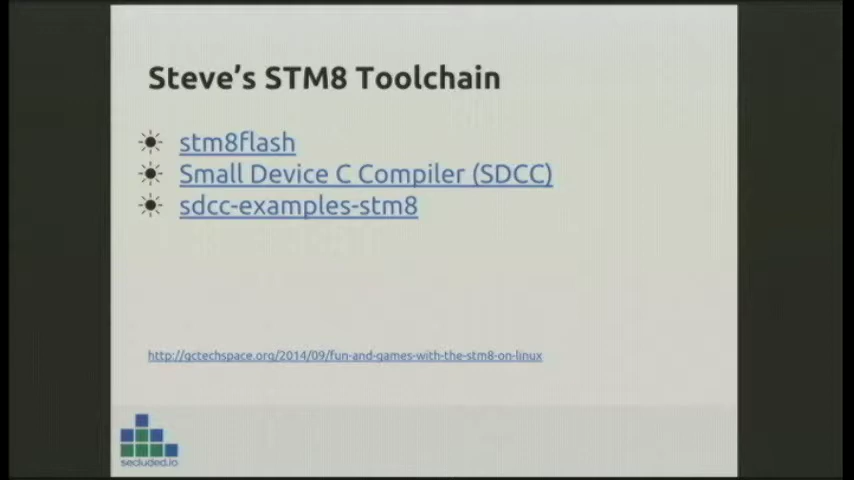 Steve's STM8 Toolchain
stm8flash
Small Device C Compiler (SDCC)
sdcc-examples-stm8
http://gctechspace.org/2014/09/fun-and-games-with-the-stm8-on-linux
secluded.io